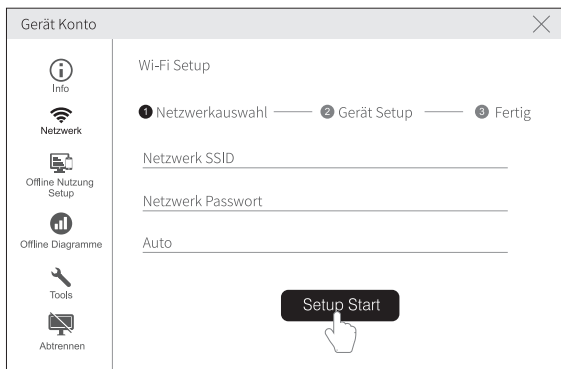 Gerät Konto
Info
Netzwerk
Offline Nutzung
Setup
Offline Diagramme
Tools
Abtrennen
Wi-Fi Setup
1 Netzwerkauswahl
2 Gerät Setup
3 Fertig
Netzwerk SSID
Netzwerk Passwort
Auto
Setup Start